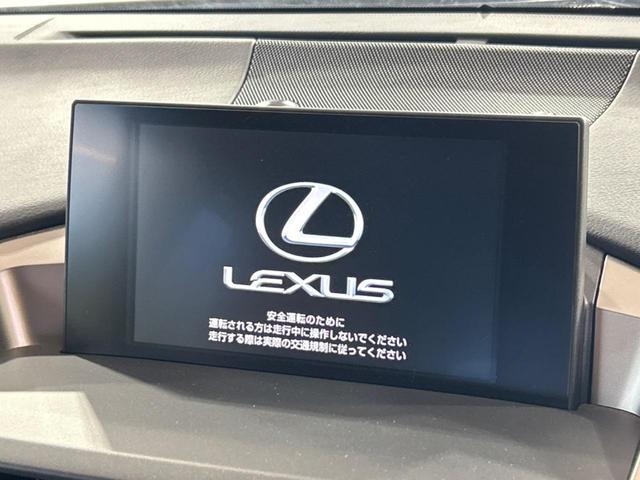 LEXUS
安全運転のために
運転される方は走行中に操作しないでください
走行する際は実際の交通規制に従ってください